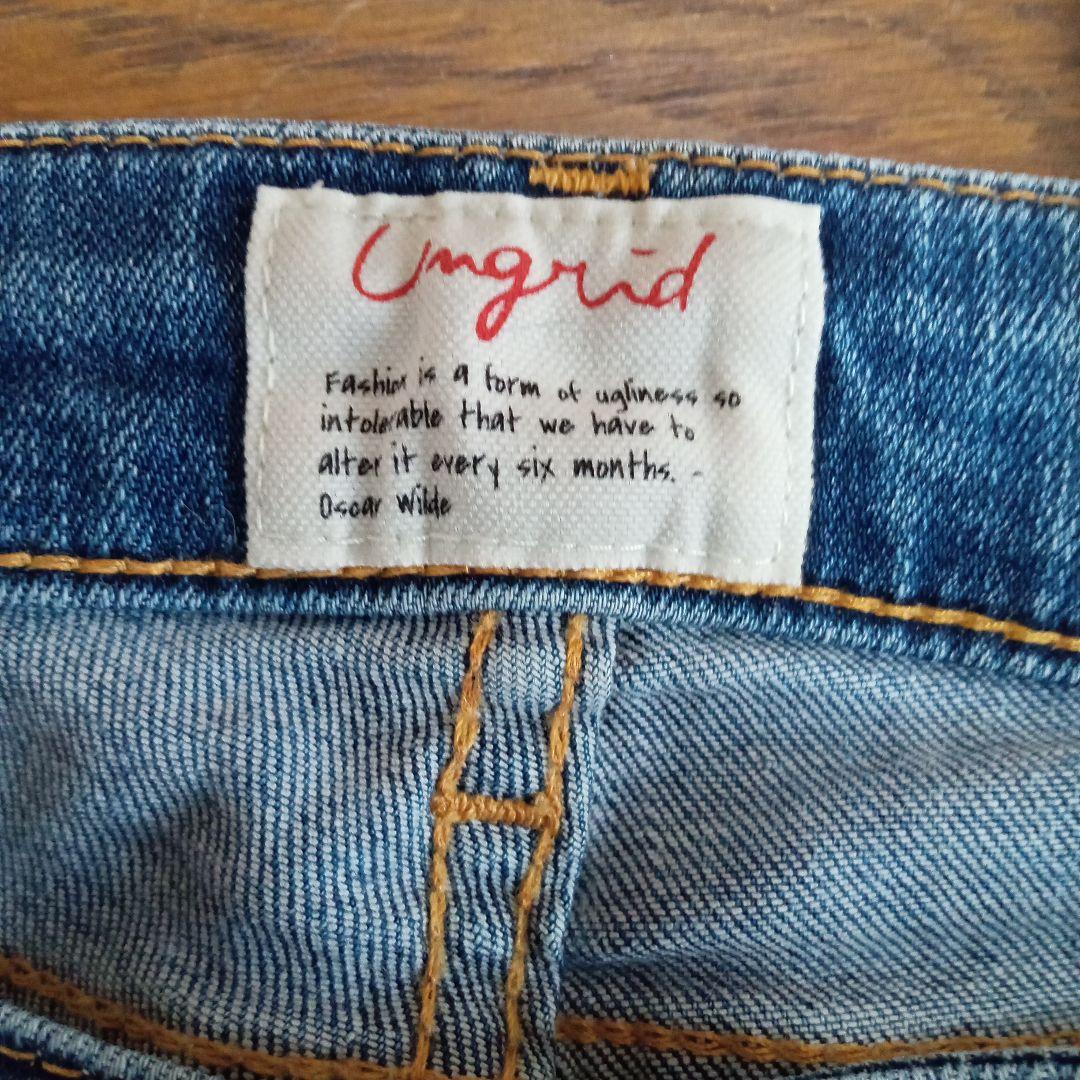 Ungrid
Fashion is a form of ugliness so
intolerable that we have to
alter it every six months. -
Oscar Wilde